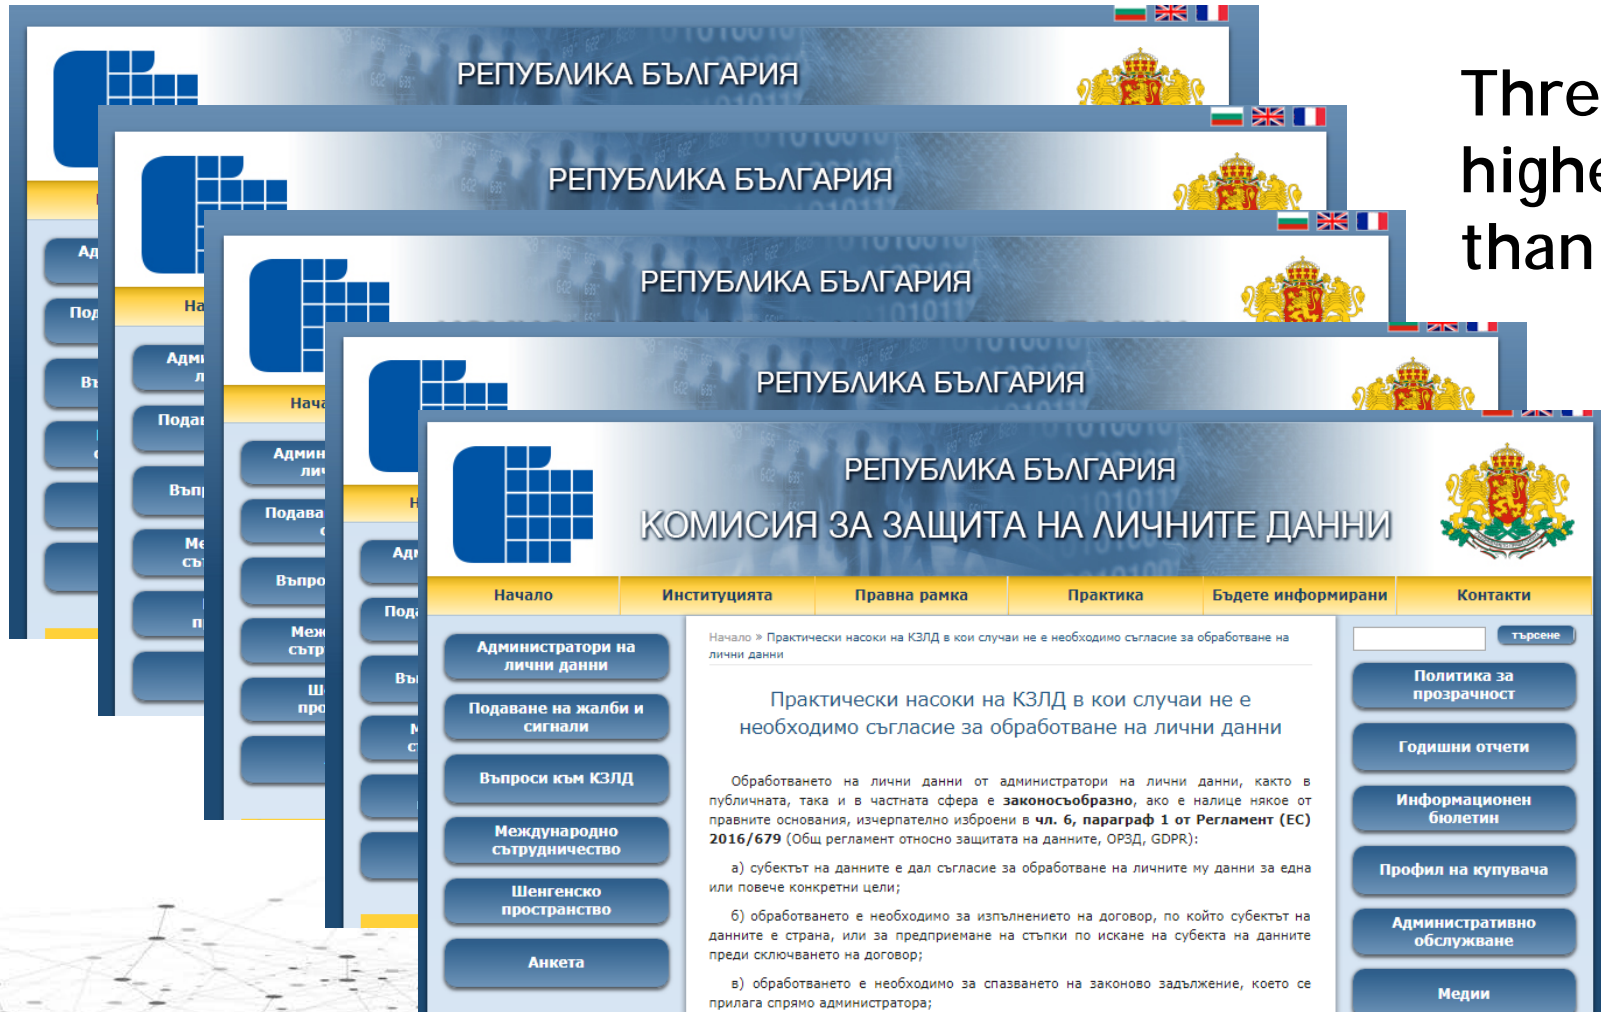 РЕПУБЛИКА БЪЛГАРИЯ
РЕПУБЛИКА БЪЛГАРИЯ
РЕПУБЛИКА БЪЛГАРИЯ
РЕПУБЛИКА БЪЛГАРИЯ
than
РЕПУБЛИКА БЪЛГАРИЯ
КОМИСИЯ ЗА ЗАЩИТА НА ЛИЧНИТЕ ДАННИ
Начало Институцията Правна рамка Практика Бъдете информирани Контакти
Администратори на
лични данни
Подаване на жалби и
сигнали
Въпроси към КЗЛД
Международно
сътрудничество
Шенгенско
пространство
Анкета
Начало » Практически насоки на КЗЛД в кои случаи не е необходимо съгласие за обработване на
лични данни
Практически насоки на КЗЛД в кои случаи не е
необходимо съгласие за обработване на лични данни
Обработването на лични данни от администратори на лични данни, както в
публичната, така и в частната сфера е законосъобразно, ако е налице някое от
правните основания, изчерпателно изброени в чл. 6, параграф 1 от Регламент (ЕС)
2016/679 (Общ регламент относно защитата на данните, ОРЗД, GDPR):
а) субектът на данните е дал съгласие за обработване на личните му данни за една
или повече конкретни цели;
б) обработването е необходимо за изпълнението на договор, по който субектът на
данните е страна, или за предприемане на стъпки по искане на субекта на данните
преди сключването на договор;
в) обработването е необходимо за спазването на законово задължение, което се
прилага спрямо администратора;
търсене
Политика за
прозрачност
Годишни отчети
Информационен
бюлетин
Профил на купувача
Административно
обслужване
Медии